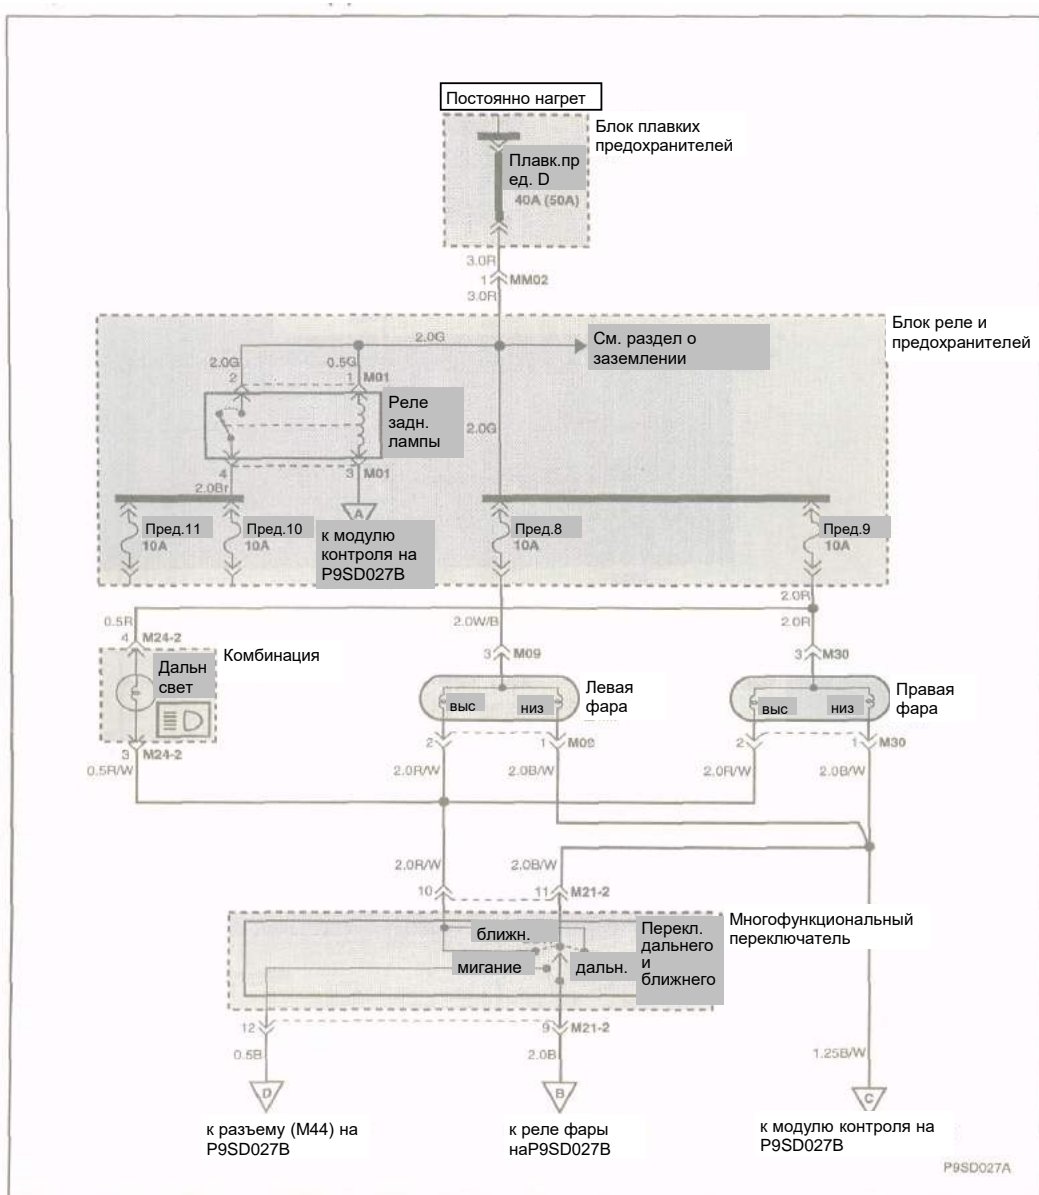 Постоянно нагрет
Блок плавких
предохранителей
Плавк.пр
ед. D
40A (50A)
3.0R
1 MM02
3.0R
Блок реле и
предохранителей
2.0G
См. раздел о
заземлении
2.0G
0.5G
2
1 M01
Реле
задн.
лампы
2.0G
4
3 M01
2.0Br
A
Пред.11
10A
Пред.10
10A
к модулю
контроля на
P9SD027B
Пред.8
10A
Пред.9
10A
2.0R
0.5R
2.0W/B
2.0R
4 M24-2
3 M09
3 M30
Комбинация
Дальн
свет
Левая
фара
выс
низ
Правая
фара
выс
низ
3 M24-2
2
1 M09
2
1 M30
0.5R/W
2.0R/W
2.0B/W
2.0R/W
2.0B/W
2.0R/W
2.0B/W
10
11 M21-2
Многофункциональный
переключатель
ближн.
мигание
дальн.
Перекл.
дальнего
и
ближнего
12
9 M21-2
0.5B
2.0B
1.25B/W
D
B
C
к разъему (M44) на
P9SD027B
к реле фары
наP9SD027B
к модулю контроля на
P9SD027B
P9SD027A